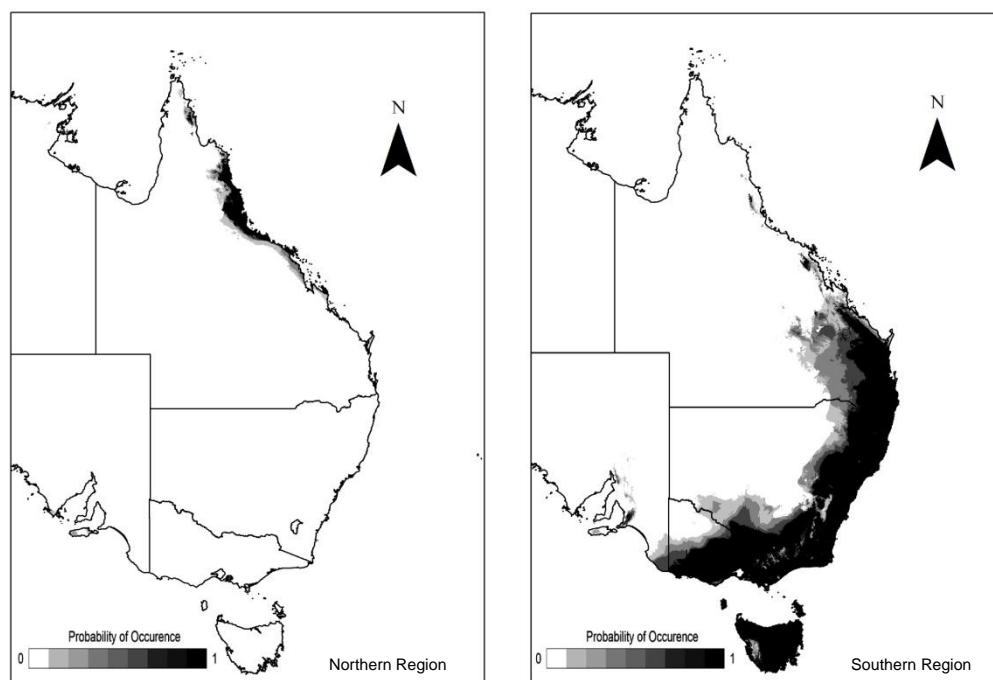 N
Probability of Occurence
0 1
Northern Region
N
Probability of Occurence
0 1
Southern Region